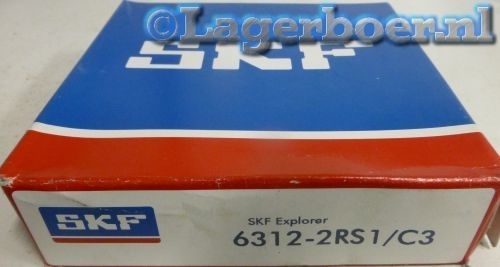 ©Lagerboer.nl
SKF
SKF
SKF Explorer
6312-2RS1/C3